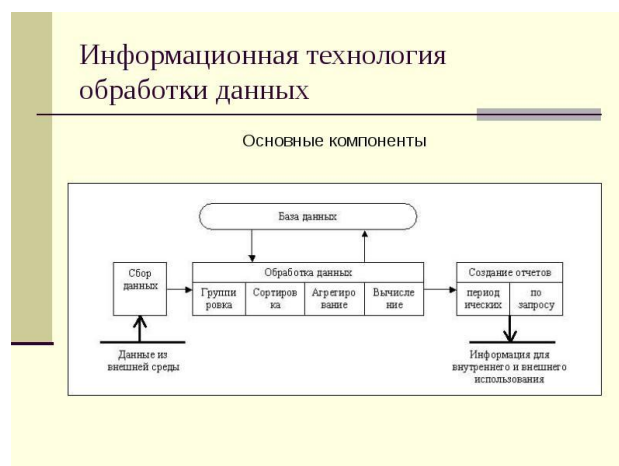 Информационная технология
обработки данных
Основные компоненты
База данных
Сбор
данных
Обработка данных
Группи
ровка
Сортиров
ка
Агрегиро
вание
Вычисле
ние
Создание отчетов
период
ических
по
запросу
Данные из
внешней среды
Информация для
внутреннего и внешнего
использования